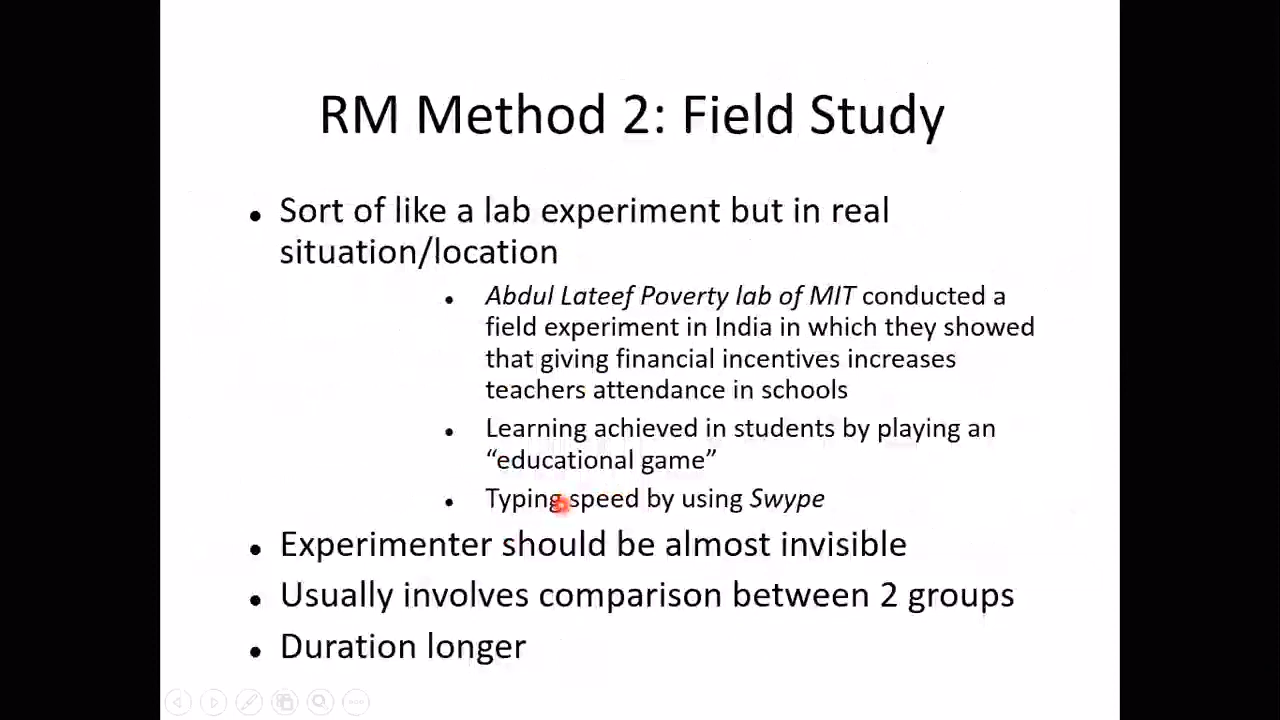 RM Method 2: Field Study
• Sort of like a lab experiment but in real
situation/location
• Abdul Lateef Poverty lab of MIT conducted a
field experiment in India in which they showed
that giving financial incentives increases
teachers attendance in schools
• Learning achieved in students by playing an
“educational game”
• Typing speed by using Swype
• Experimenter should be almost invisible
• Usually involves comparison between 2 groups
• Duration longer